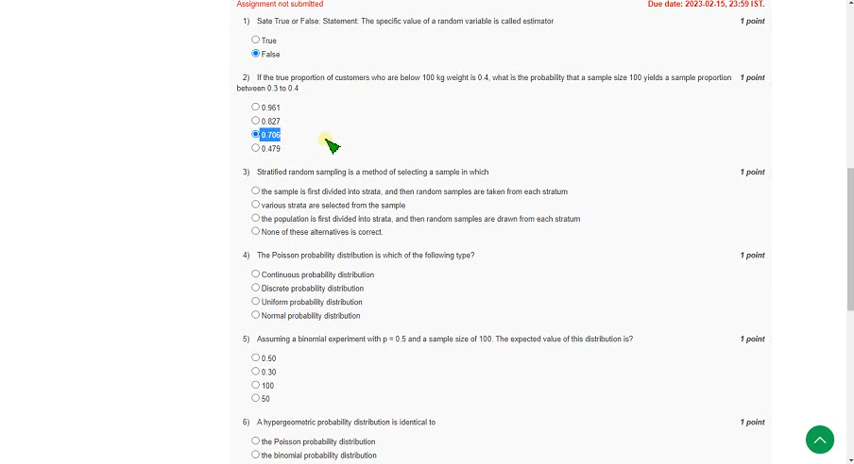 Assignment not submitted
Due date: 2023-02-15, 23:59 IST.
1) Sate True or False: Statement: The specific value of a random variable is called estimator
1 point
True
False
2) If the true proportion of customers who are below 100 kg weight is 0.4, what is the probability that a sample size 100 yields a sample proportion
1 point
between 0.3 to 0.4
0.961
0.827
0.706
0.479
3) Stratified random sampling is a method of selecting a sample in which
1 point
the sample is first divided into strata, and then random samples are taken from each stratum
various strata are selected from the sample
the population is first divided into strata, and then random samples are drawn from each stratum
None of these alternatives is correct.
4) The Poisson probability distribution is which of the following type?
1 point
Continuous probability distribution
Discrete probability distribution
Uniform probability distribution
Normal probability distribution
5) Assuming a binomial experiment with p = 0.5 and a sample size of 100. The expected value of this distribution is?
1 point
0.50
0.30
100
50
6) A hypergeometric probability distribution is identical to
1 point
the Poisson probability distribution
the binomial probability distribution